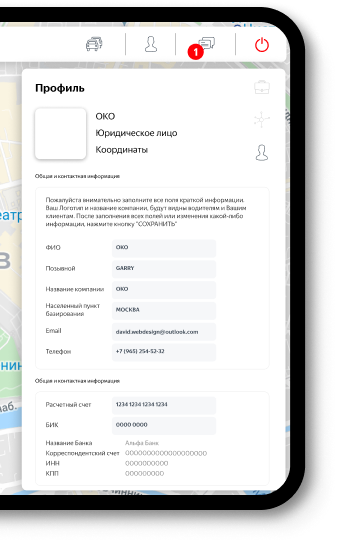 1
Профиль
ОКО
Юридическое лицо
Координаты
Общая и контактная информация
Пожалуйста внимательно заполните все поля краткой информации.
Ваш Логотип и название компании, будут видны водителям и Вашим
клиентам. После заполнения всех полей или изменения какой-либо
информации, нажмите кнопку "СОХРАНИТЬ"
ФИО ОКО
Позывной GARRY
Название компании ОКО
Населенный пункт
базирования МОСКВА
Email david.webdesign@outlook.com
Телефон +7 (965) 254-52-32
Общая и контактная информация
Расчетный счет 1234 1234 1234 1234
БИК 0000 0000
Название Банка Альфа Банк
Корреспондентский счет 00000000000000000000
ИНН 0000000000
КПП 000000000